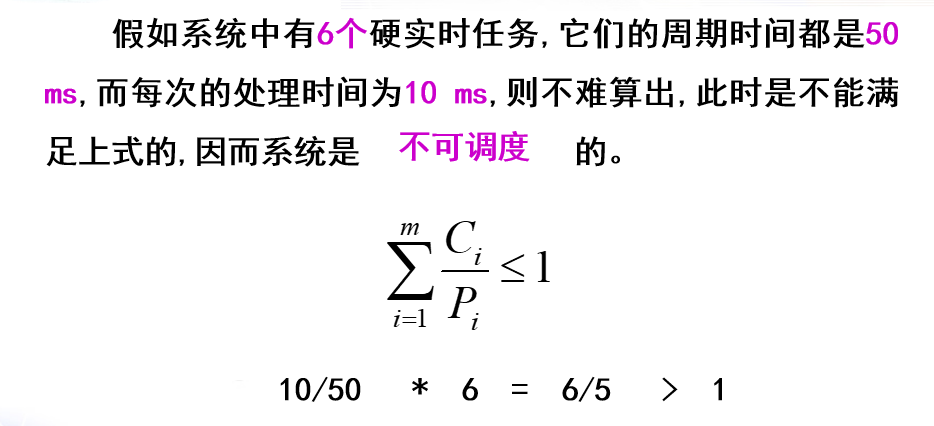 假如系统中有6个硬实时任务,它们的周期时间都是50
ms,而每次的处理时间为10 ms,则不难算出,此时是不能满
足上式的,因而系统是 不可调度 的。
\sum_{i=1}^{m} \frac{C_i}{P_i} \leq 1
10/50 * 6 = 6/5 > 1